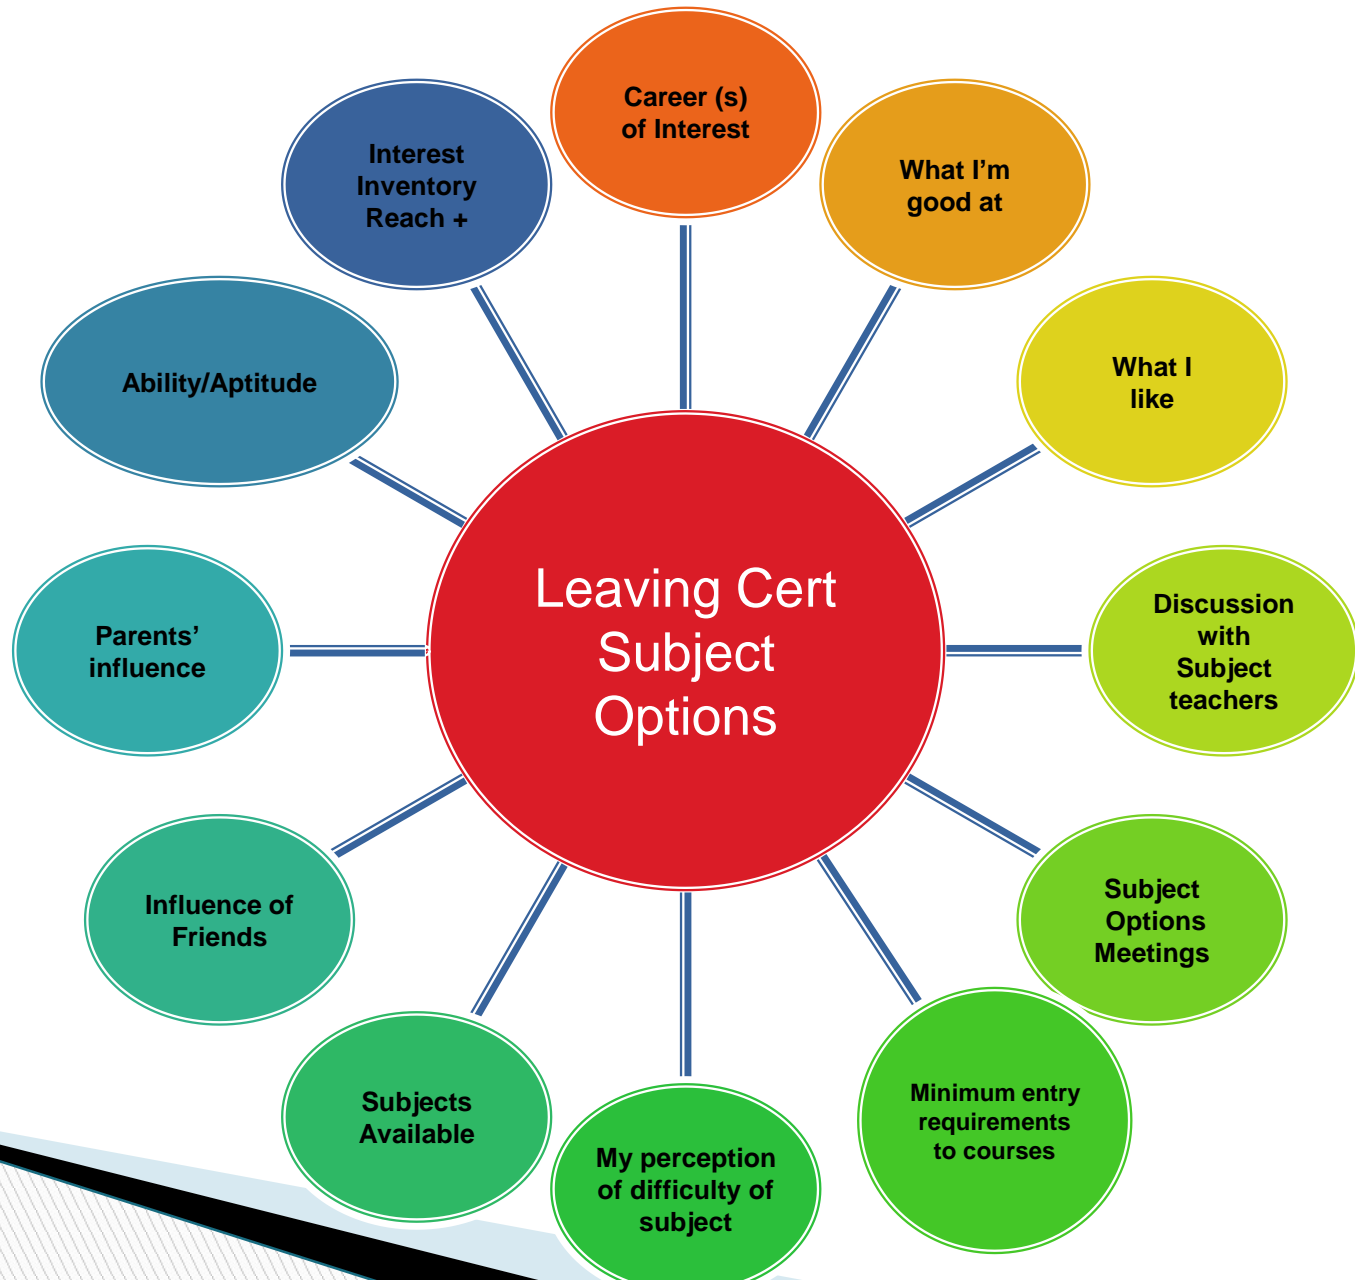 Career (s)
of Interest
What I'm
good at
What I
like
Discussion
with
Subject
teachers
Subject
Options
Meetings
Minimum entry
requirements
to courses
My perception
of difficulty of
subject
Subjects
Available
Influence of
Friends
Parents'
influence
Ability/Aptitude
Interest
Inventory
Reach +
Leaving Cert
Subject
Options